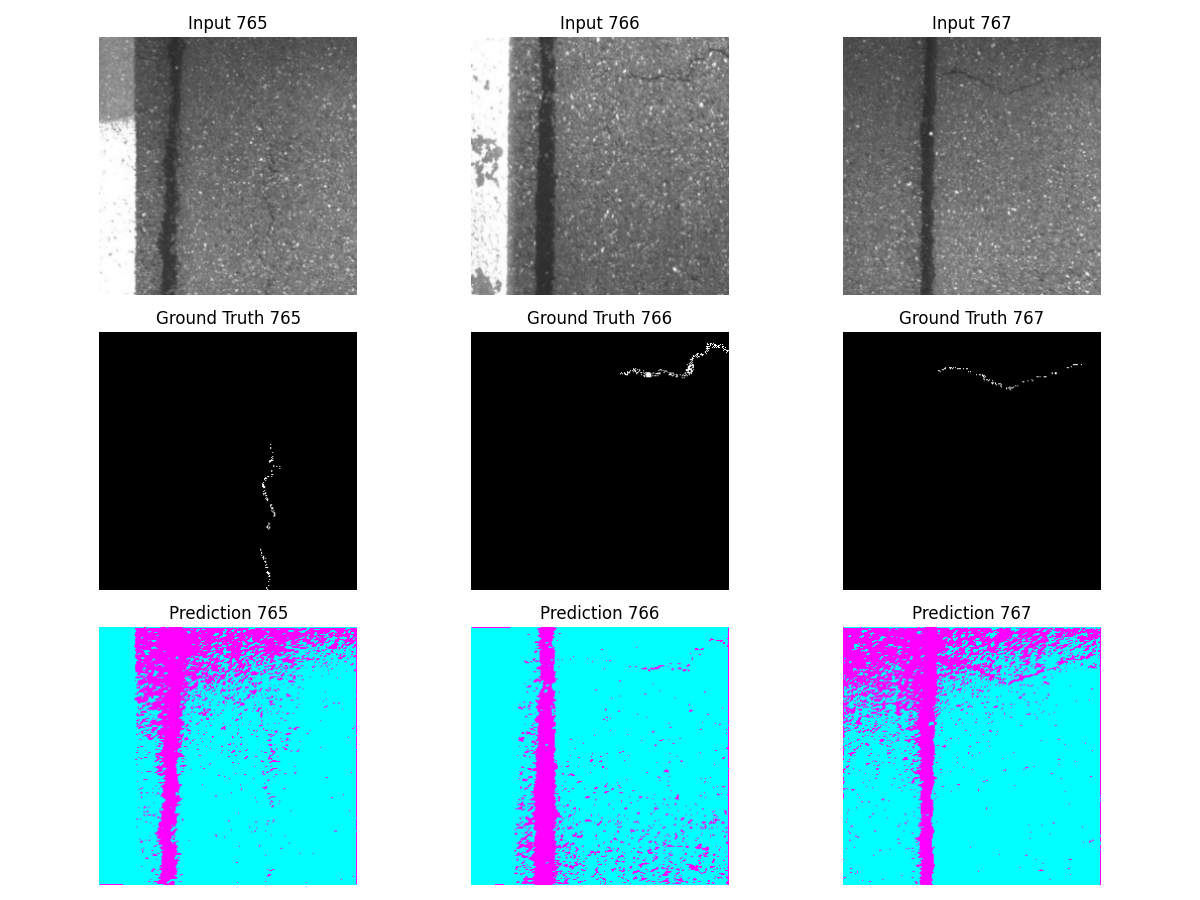 Input 765
Input 766
Input 767
Ground Truth 765
Ground Truth 766
Ground Truth 767
Prediction 765
Prediction 766
Prediction 767